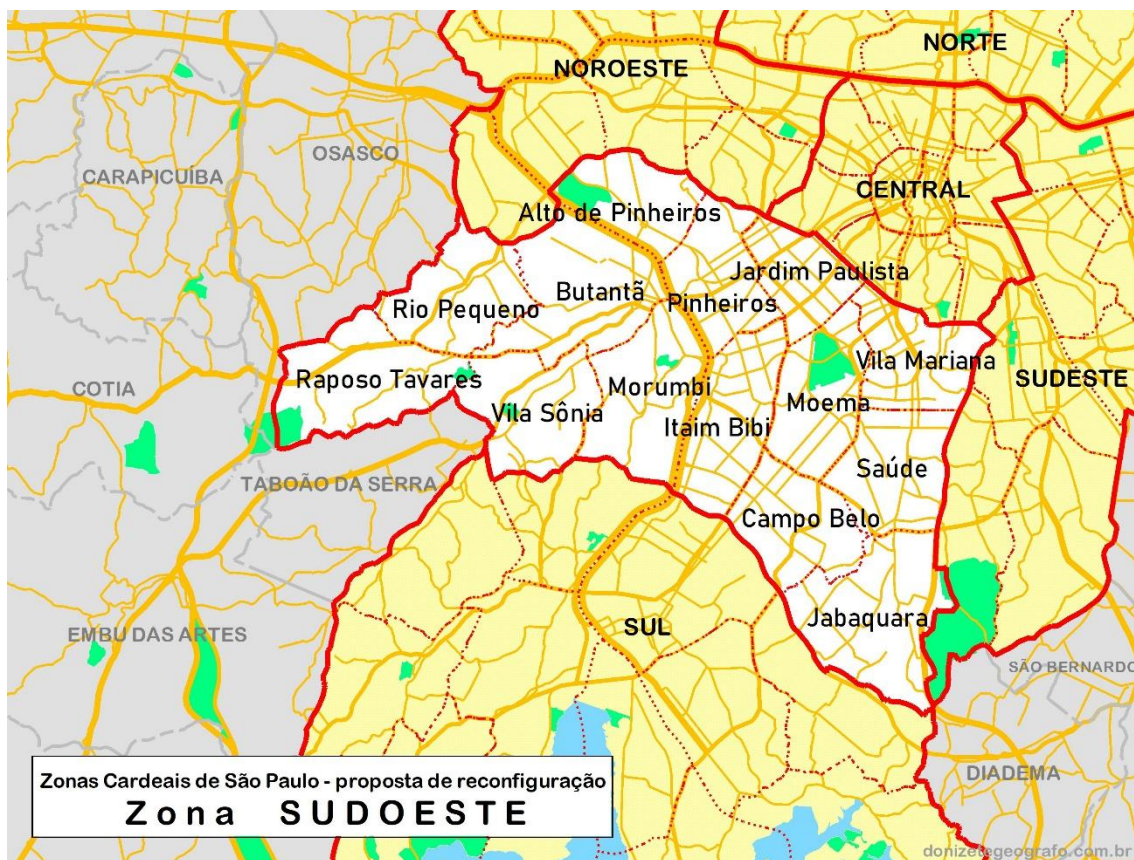 NORTE
NOROESTE
OSASCO
CARAPICUÍBA
CENTRAL
Alto de Pinheiros
Jardim Paulista
Butantã
Pinheiros
Rio Pequeno
Vila Mariana
Raposo Tavares
Morumbi
SUDESTE
COTIA
Moema
Vila Sônia
Itaim Bibi
Saúde
TABOÃO DA SERRA
Campo Belo
Jabaquara
SUL
EMBU DAS ARTES
SÃO BERNARDO
DIADEMA
Zonas Cardeais de São Paulo - proposta de reconfiguração
Zona SUDOESTE
donizetegeografo.com.br